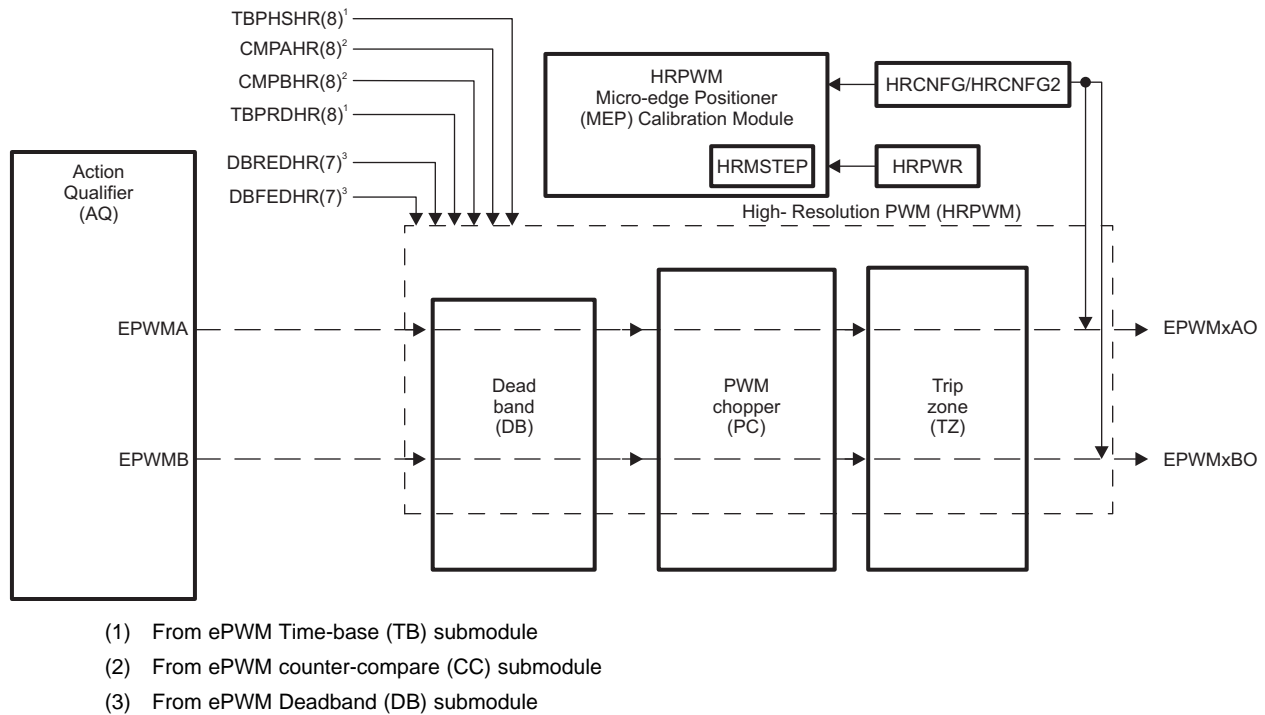 TBPHSHR(8)¹
CMPAHR(8)²
CMPBHR(8)²
TBPRDHR(8)¹
DBREDHR(7)³
DBFEDHR(7)³
HRPWM
Micro-edge Positioner
(MEP) Calibration Module
HRMSTEP
HRCNFG/HRCNFG2
HRPWR
High- Resolution PWM (HRPWM)
Action
Qualifier
(AQ)
EPWMA
EPWMB
Dead
band
(DB)
PWM
chopper
(PC)
Trip
zone
(TZ)
EPWMxAO
EPWMxBO
(1) From ePWM Time-base (TB) submodule
(2) From ePWM counter-compare (CC) submodule
(3) From ePWM Deadband (DB) submodule